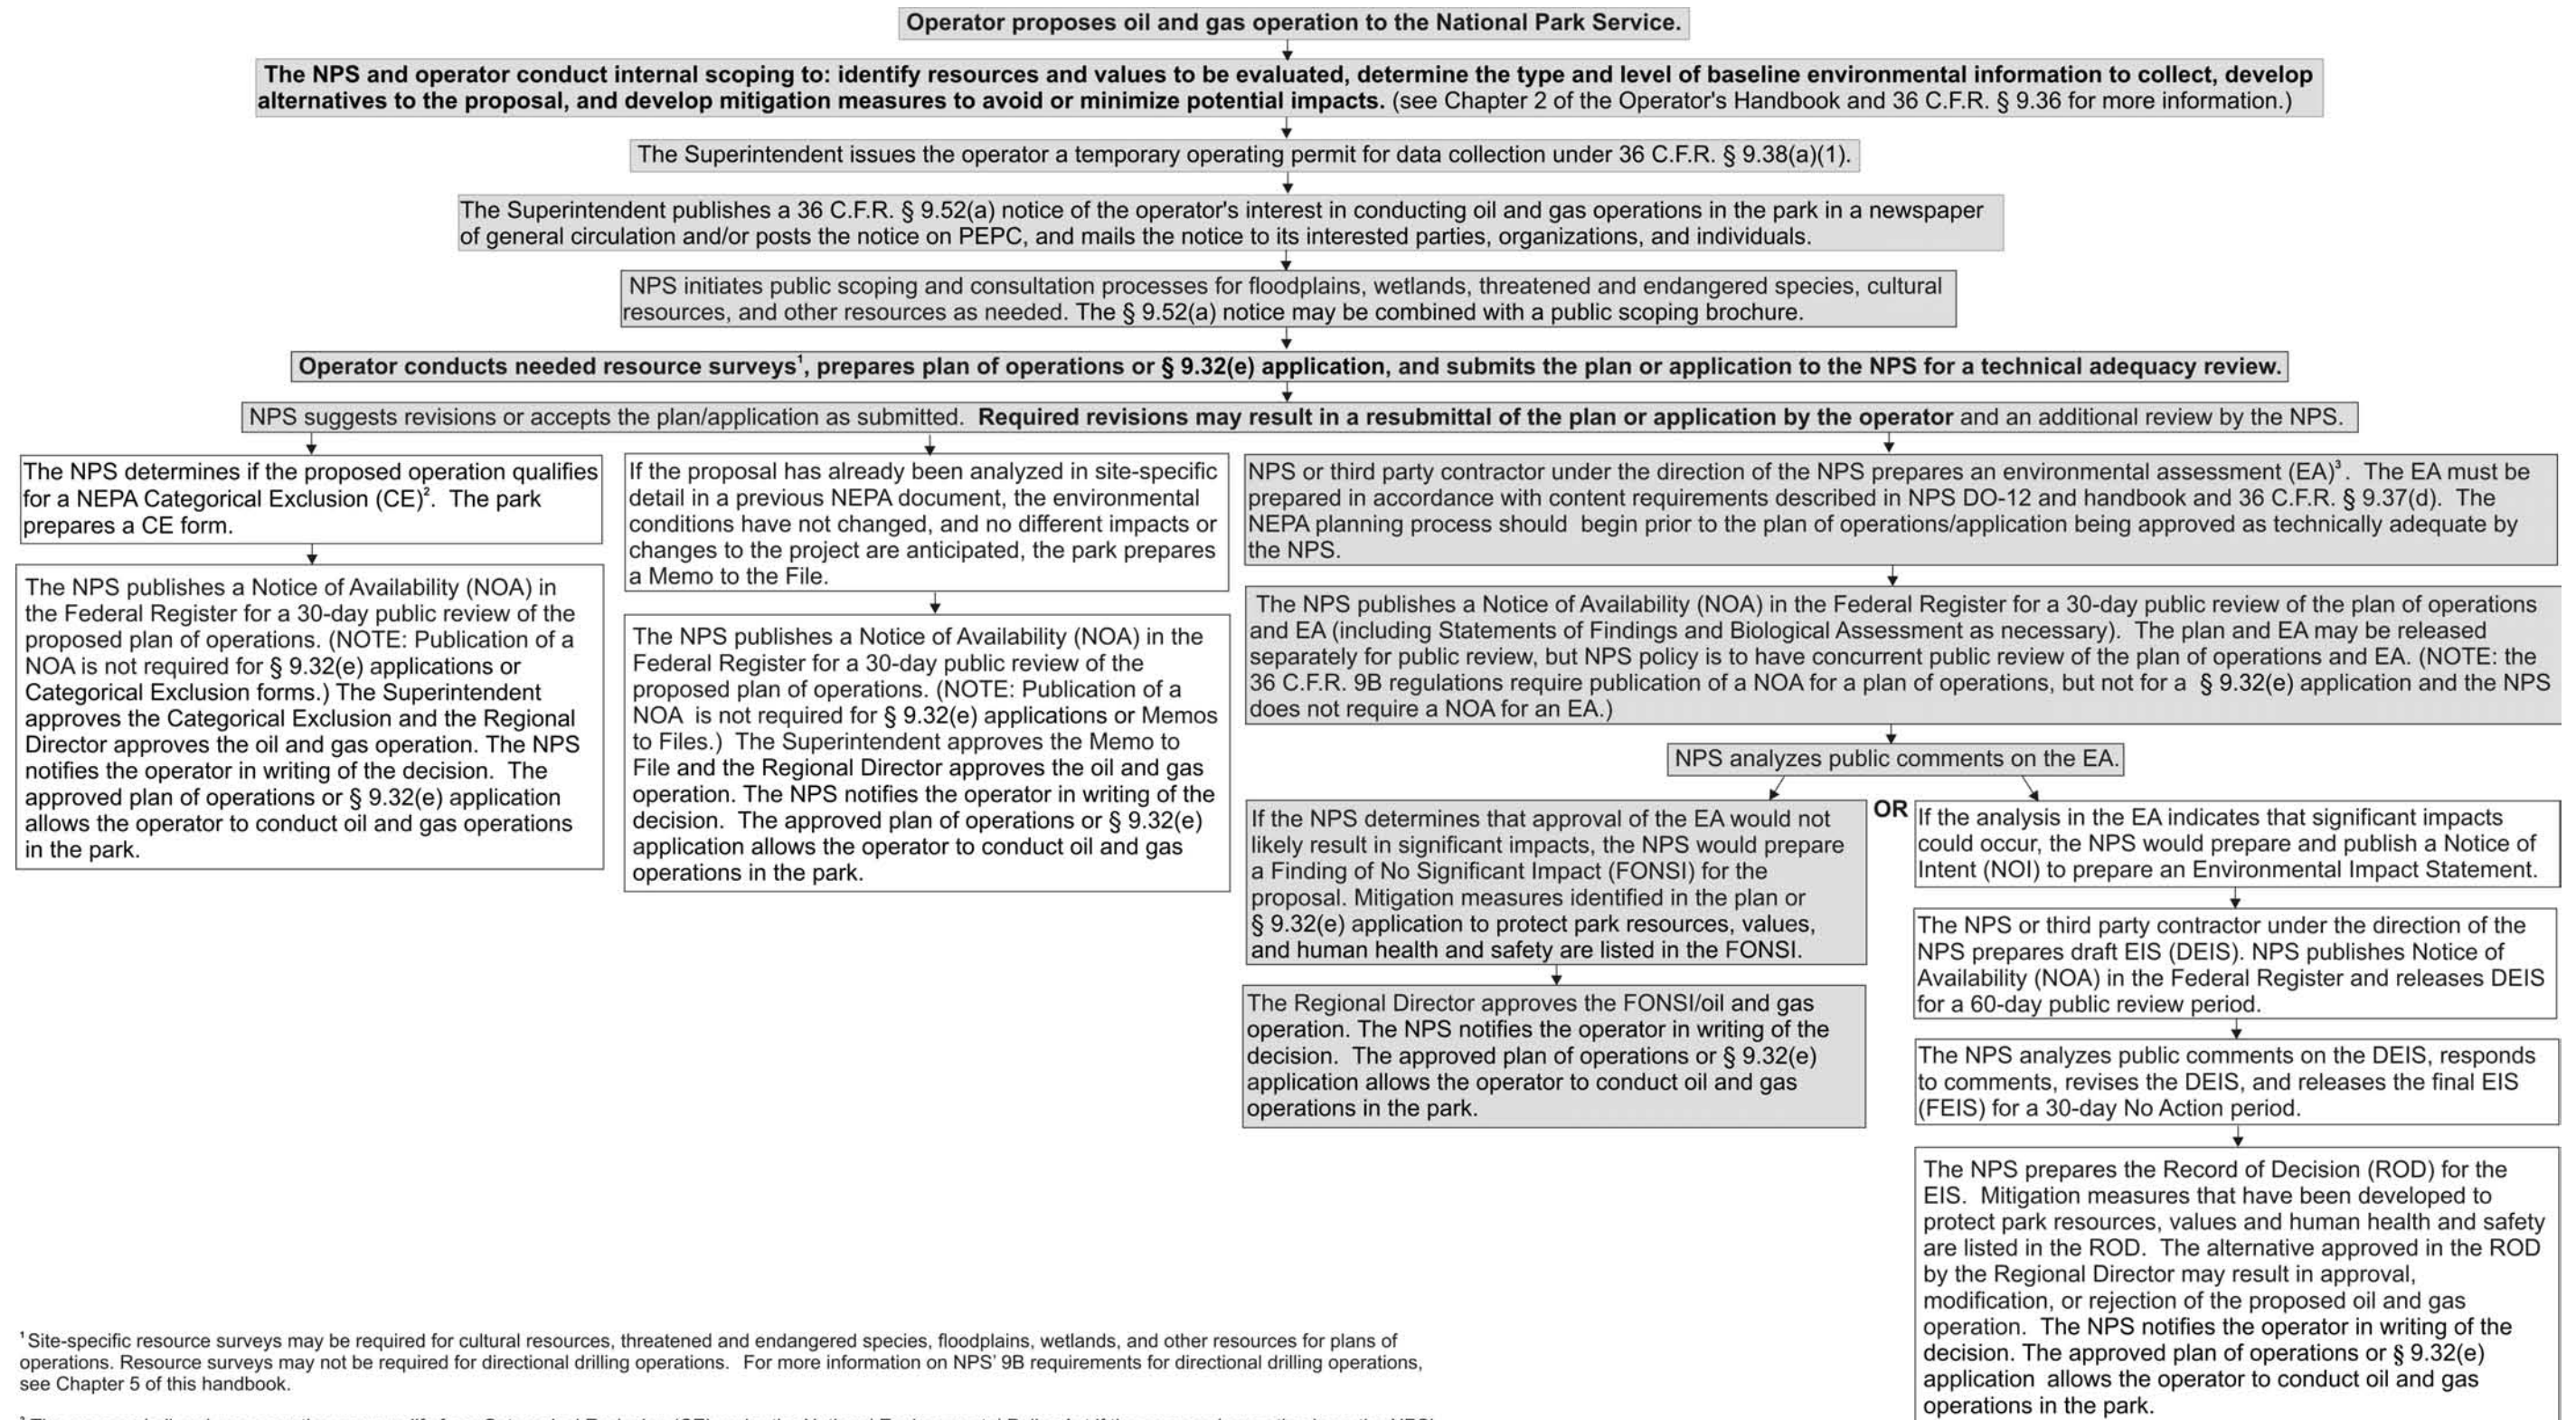 Operator proposes oil and gas operation to the National Park Service.
The NPS and operator conduct internal scoping to: identify resources and values to be evaluated, determine the type and level of baseline environmental information to collect, develop
alternatives to the proposal, and develop mitigation measures to avoid or minimize potential impacts. (see Chapter 2 of the Operator's Handbook and 36 C.F.R. § 9.36 for more information.)
The Superintendent issues the operator a temporary operating permit for data collection under 36 C.F.R. § 9.38(a)(1).
The Superintendent publishes a 36 C.F.R. § 9.52(a) notice of the operator's interest in conducting oil and gas operations in the park in a newspaper
of general circulation and/or posts the notice on PEPC, and mails the notice to its interested parties, organizations, and individuals.
NPS initiates public scoping and consultation processes for floodplains, wetlands, threatened and endangered species, cultural
resources, and other resources as needed. The § 9.52(a) notice may be combined with a public scoping brochure.
Operator conducts needed resource surveys¹, prepares plan of operations or § 9.32(e) application, and submits the plan or application to the NPS for a technical adequacy review.
NPS suggests revisions or accepts the plan/application as submitted. Required revisions may result in a resubmittal of the plan or application by the operator and an additional review by the NPS.
The NPS determines if the proposed operation qualifies
for a NEPA Categorical Exclusion (CE)². The park
prepares a CE form.
The NPS publishes a Notice of Availability (NOA) in
the Federal Register for a 30-day public review of the
proposed plan of operations. (NOTE: Publication of a
NOA is not required for § 9.32(e) applications or
Categorical Exclusion forms.) The Superintendent
approves the Categorical Exclusion and the Regional
Director approves the oil and gas operation. The NPS
notifies the operator in writing of the decision. The
approved plan of operations or § 9.32(e) application
allows the operator to conduct oil and gas operations
in the park.
If the proposal has already been analyzed in site-specific
detail in a previous NEPA document, the environmental
conditions have not changed, and no different impacts or
changes to the project are anticipated, the park prepares
a Memo to the File.
The NPS publishes a Notice of Availability (NOA) in the
Federal Register for a 30-day public review of the
proposed plan of operations. (NOTE: Publication of a
NOA is not required for § 9.32(e) applications or Memos
to Files.) The Superintendent approves the Memo to
File and the Regional Director approves the oil and gas
operation. The NPS notifies the operator in writing of the
decision. The approved plan of operations or § 9.32(e)
application allows the operator to conduct oil and gas
operations in the park.
NPS or third party contractor under the direction of the NPS prepares an environmental assessment (EA)³. The EA must be
prepared in accordance with content requirements described in NPS DO-12 and handbook and 36 C.F.R. § 9.37(d). The
NEPA planning process should begin prior to the plan of operations/application being approved as technically adequate by
the NPS.
The NPS publishes a Notice of Availability (NOA) in the Federal Register for a 30-day public review of the plan of operations
and EA (including Statements of Findings and Biological Assessment as necessary). The plan and EA may be released
separately for public review, but NPS policy is to have concurrent public review of the plan of operations and EA. (NOTE: the
36 C.F.R. 9B regulations require publication of a NOA for a plan of operations, but not for a § 9.32(e) application and the NPS
does not require a NOA for an EA.)
NPS analyzes public comments on the EA.
If the NPS determines that approval of the EA would not
likely result in significant impacts, the NPS would prepare
a Finding of No Significant Impact (FONSI) for the
proposal. Mitigation measures identified in the plan or
§ 9.32(e) application to protect park resources, values,
and human health and safety are listed in the FONSI.
The Regional Director approves the FONSI/oil and gas
operation. The NPS notifies the operator in writing of the
decision. The approved plan of operations or § 9.32(e)
application allows the operator to conduct oil and gas
operations in the park.
OR
If the analysis in the EA indicates that significant impacts
could occur, the NPS would prepare and publish a Notice of
Intent (NOI) to prepare an Environmental Impact Statement.
The NPS or third party contractor under the direction of the
NPS prepares draft EIS (DEIS). NPS publishes Notice of
Availability (NOA) in the Federal Register and releases DEIS
for a 60-day public review period.
The NPS analyzes public comments on the DEIS, responds
to comments, revises the DEIS, and releases the final EIS
(FEIS) for a 30-day No Action period.
The NPS prepares the Record of Decision (ROD) for the
EIS. Mitigation measures that have been developed to
protect park resources, values and human health and safety
are listed in the ROD. The alternative approved in the ROD
by the Regional Director may result in approval,
modification, or rejection of the proposed oil and gas
operation. The NPS notifies the operator in writing of the
decision. The approved plan of operations or § 9.32(e)
application allows the operator to conduct oil and gas
operations in the park.
¹ Site-specific resource surveys may be required for cultural resources, threatened and endangered species, floodplains, wetlands, and other resources for plans of
operations. Resource surveys may not be required for directional drilling operations. For more information on NPS' 9B requirements for directional drilling operations,
see Chapter 5 of this handbook.